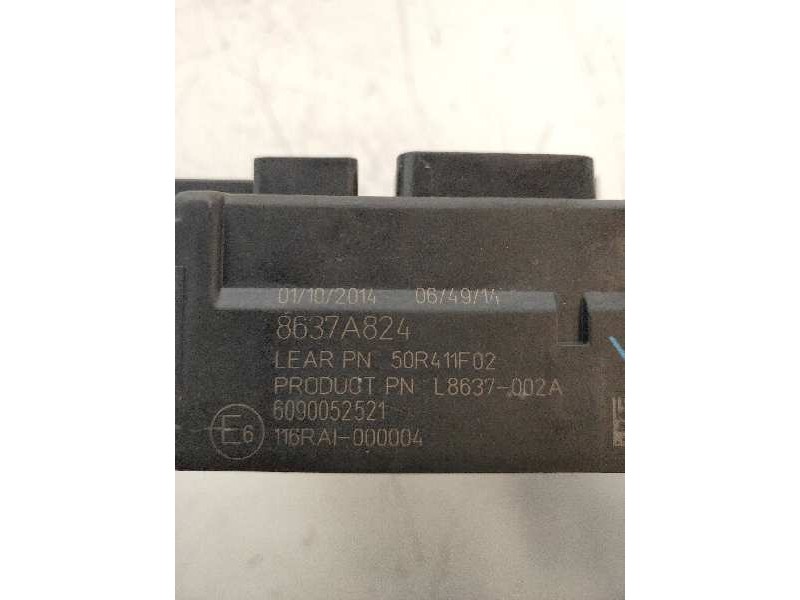 01/10/2014 06/49/14
8637A824
LEAR PN 50R411F02
PRODUCT PN L8637-002A
6090052521
E6 116RAI-000004